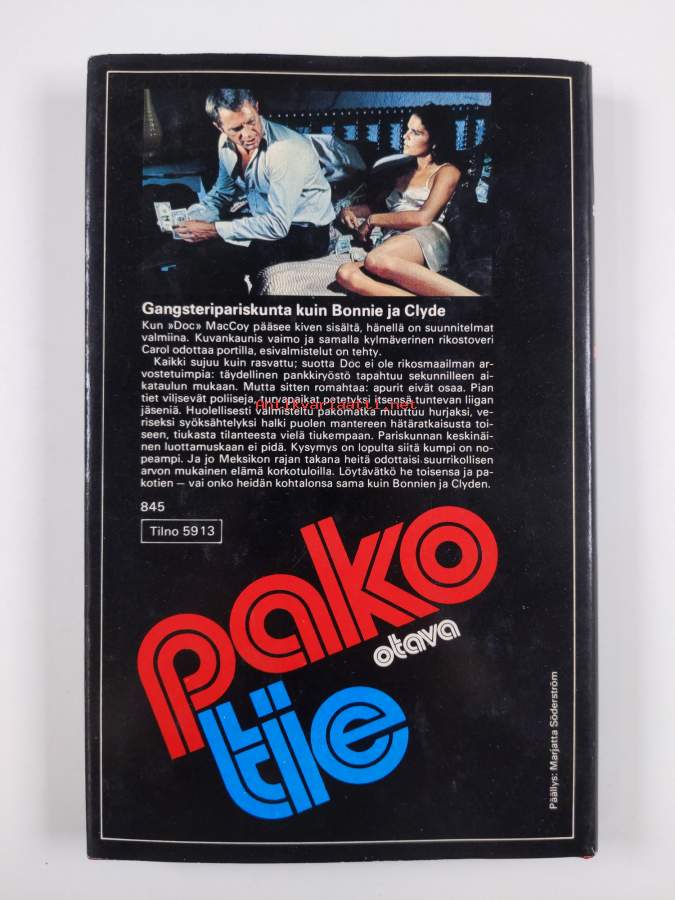 Gangsteripariskunta kuin Bonnie ja Clyde
Kun »Doc» MacCoy pääsee kiven sisältä, hänellä on suunnitelmat
valmiina. Kuvankaunis vaimo ja samalla kylmäverinen rikostoveri
Carol odottaa portilla, esivalmistelut on tehty.
Kaikki sujuu kuin rasvattu; suotta Doc ei ole rikosmaailman ar-
vostetuimpia: täydellinen pankkiryöstö tapahtuu sekunnilleen ai-
kataulun mukaan. Mutta sitten romahtaa: apurit eivät osaa. Pian
tiet vilisevät poliiseja, turvapaikat petetyksi itsensä tuntevan liigan
jäseniä. Huolellisesti valmisteltu pakomatka muuttuu hurjaksi, ve-
riseksi syöksähtelyksi halki puolen mantereen hätäratkaisusta toi-
seen, tiukasta tilanteesta vielä tiukempaan. Pariskunnan keskinäi-
nen luottamuskaan ei pidä. Kysymys on lopulta siitä kumpi on no-
peampi. Ja jo Meksikon rajan takana heitä odottaisi suurrikollisen
arvon mukainen elämä korkotuloilla. Löytävätkö he toisensa ja pa-
kotien – vai onko heidän kohtalonsa sama kuin Bonnien ja Clyden.
Antikvariaatti.net
845
Tilno 5913
pako
otava
tie
Päällys: Marjatta Söderström